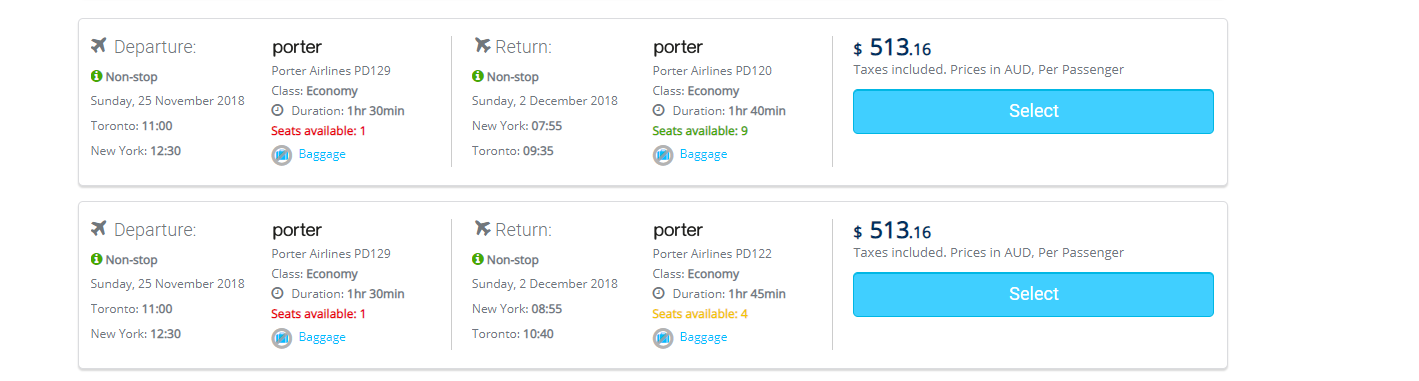 Departure:
Non-stop
Sunday, 25 November 2018
Toronto: 11:00
New York: 12:30
porter
Porter Airlines PD129
Class: Economy
Duration: 1hr 30min
Seats available: 1
Baggage
Return:
Non-stop
Sunday, 2 December 2018
New York: 07:55
Toronto: 09:35
porter
Porter Airlines PD120
Class: Economy
Duration: 1hr 40min
Seats available: 9
Baggage
$ 513.16
Taxes included. Prices in AUD, Per Passenger
Select
Departure:
Non-stop
Sunday, 25 November 2018
Toronto: 11:00
New York: 12:30
porter
Porter Airlines PD129
Class: Economy
Duration: 1hr 30min
Seats available: 1
Baggage
Return:
Non-stop
Sunday, 2 December 2018
New York: 08:55
Toronto: 10:40
porter
Porter Airlines PD122
Class: Economy
Duration: 1hr 45min
Seats available: 4
Baggage
$ 513.16
Taxes included. Prices in AUD, Per Passenger
Select